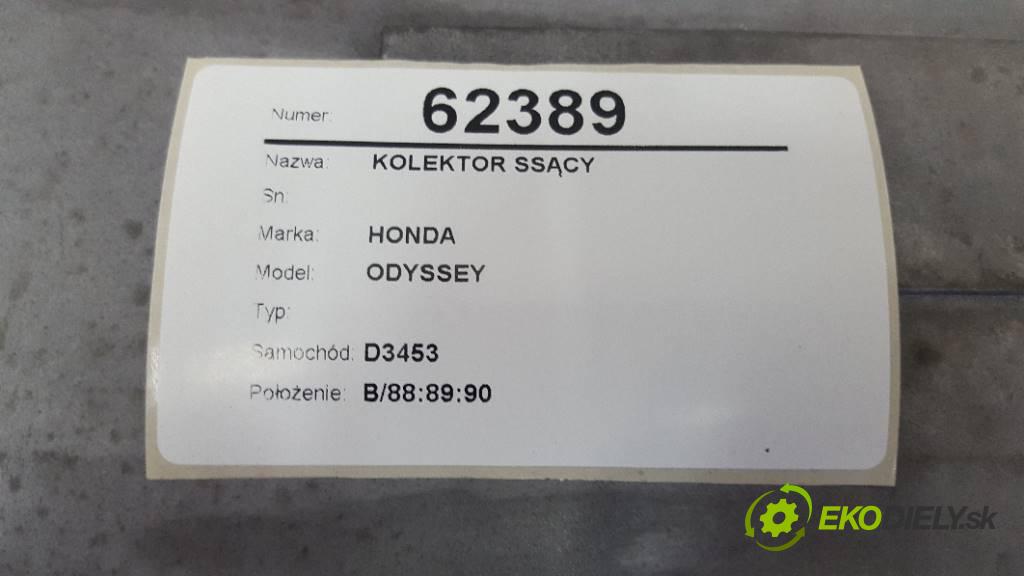 Numer: 62389
Nazwa: KOLEKTOR SSĄCY
Sn:
Marka: HONDA
Model: ODYSSEY
Typ:
Samochód: D3453
Położenie: B/88:89:90
EKODIELY.sk